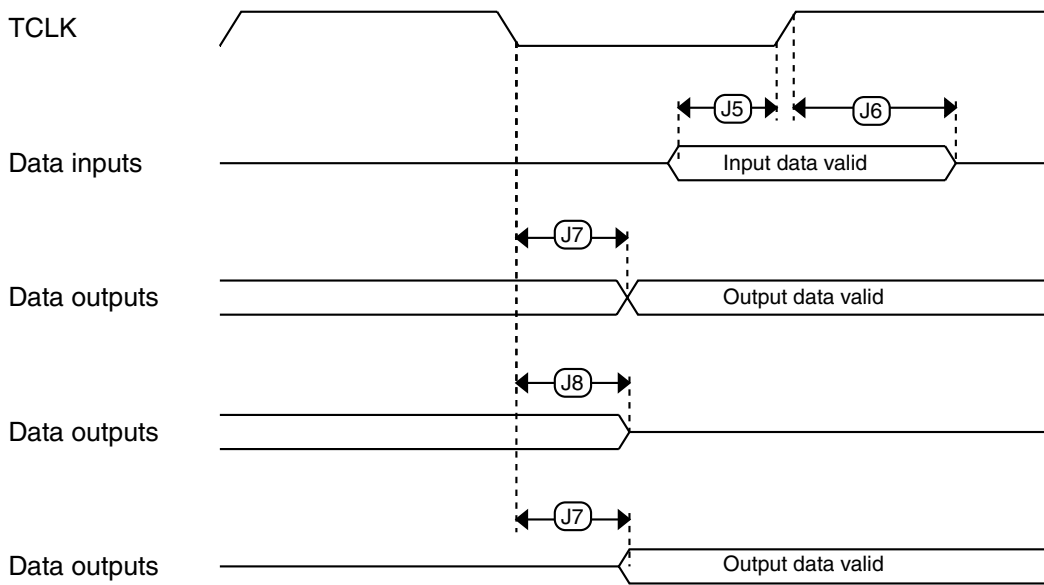 TCLK
J5
J6
Data inputs
Input data valid
J7
Data outputs
Output data valid
J8
Data outputs
J7
Data outputs
Output data valid